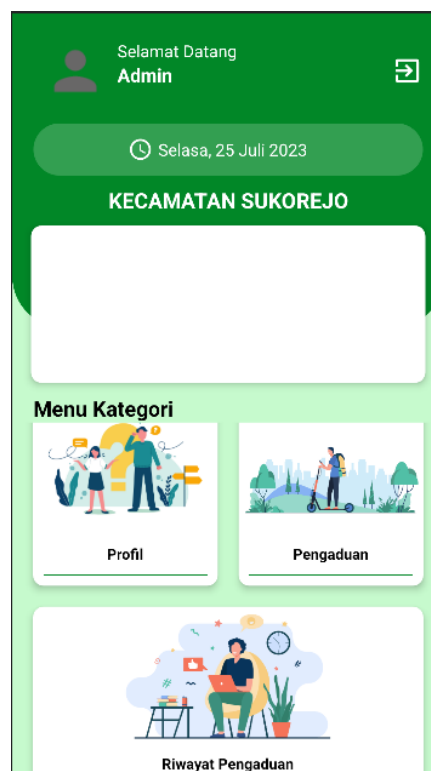 Selamat Datang
Admin
Selasa, 25 Juli 2023
KECAMATAN SUKOREJO
Menu Kategori
Profil
Pengaduan
Riwayat Pengaduan